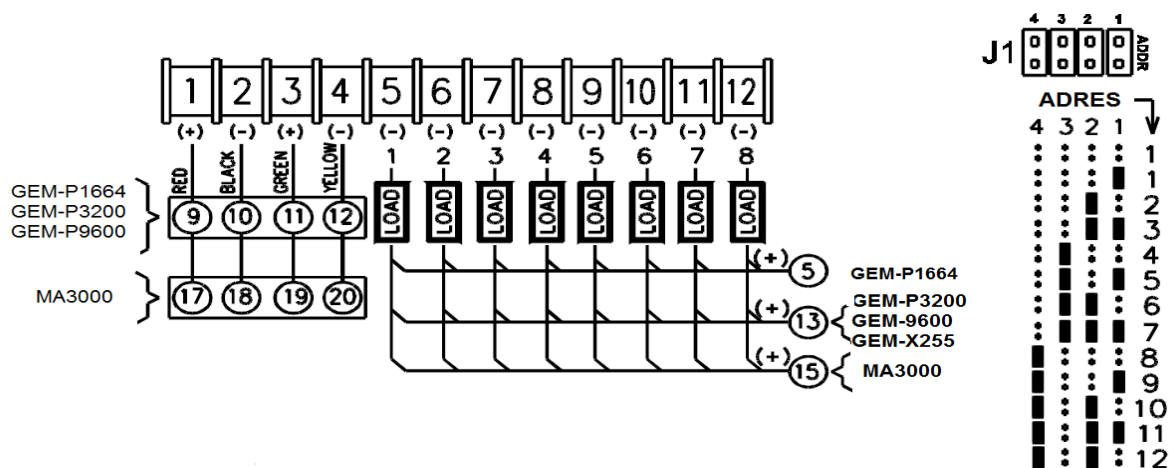 4 3 2 1
J1 ADDR
ADRES
4 3 2 1
1
1
2
3
4
5
6
7
8
9
10
11
12
1 2 3 4 5 6 7 8 9 10 11 12
(+) (-) (+) (-) (-) (-) (-) (-) (-) (-) (-) (-)
1 2 3 4 5 6 7 8
RED BLACK GREEN YELLOW
LOAD LOAD LOAD LOAD LOAD LOAD LOAD LOAD
GEM-P1664
GEM-P3200
GEM-P9600
9 10 11 12
MA3000
17 18 19 20
(+) 5 GEM-P1664
(+) 13
GEM-P3200
GEM-9600
GEM-X255
(+) 15 MA3000